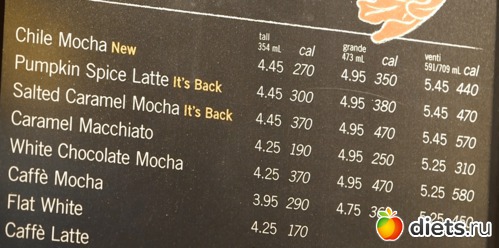 tall cal grande cal venti cal
354 mL 473 mL 591/709 mL
Chile Mocha New 4.45 270 4.95 350 5.45 440
Pumpkin Spice Latte It's Back 4.45 300 4.95 380 5.45 470
Salted Caramel Mocha It's Back 4.45 370 4.95 470 5.45 570
Caramel Macchiato 4.25 190 4.95 250 5.25 310
White Chocolate Mocha 4.25 370 4.95 470 5.25 580
Caffè Mocha 3.95 290 4.75 5.25 450
Flat White 4.25 170
Caffè Latte
diets.ru